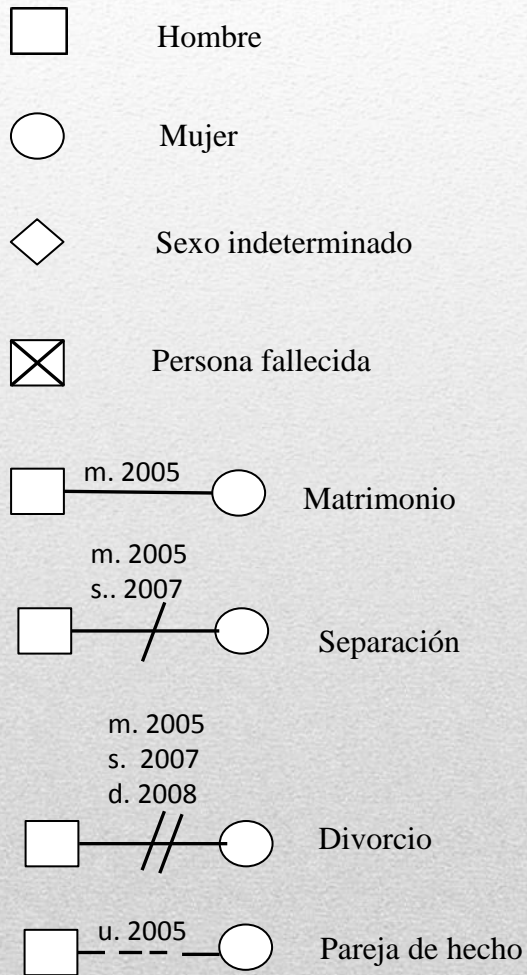 Hombre
Mujer
Sexo indeterminado
Persona fallecida
m. 2005
Matrimonio
m. 2005
s.. 2007
Separación
m. 2005
s. 2007
d. 2008
Divorcio
u. 2005
Pareja de hecho